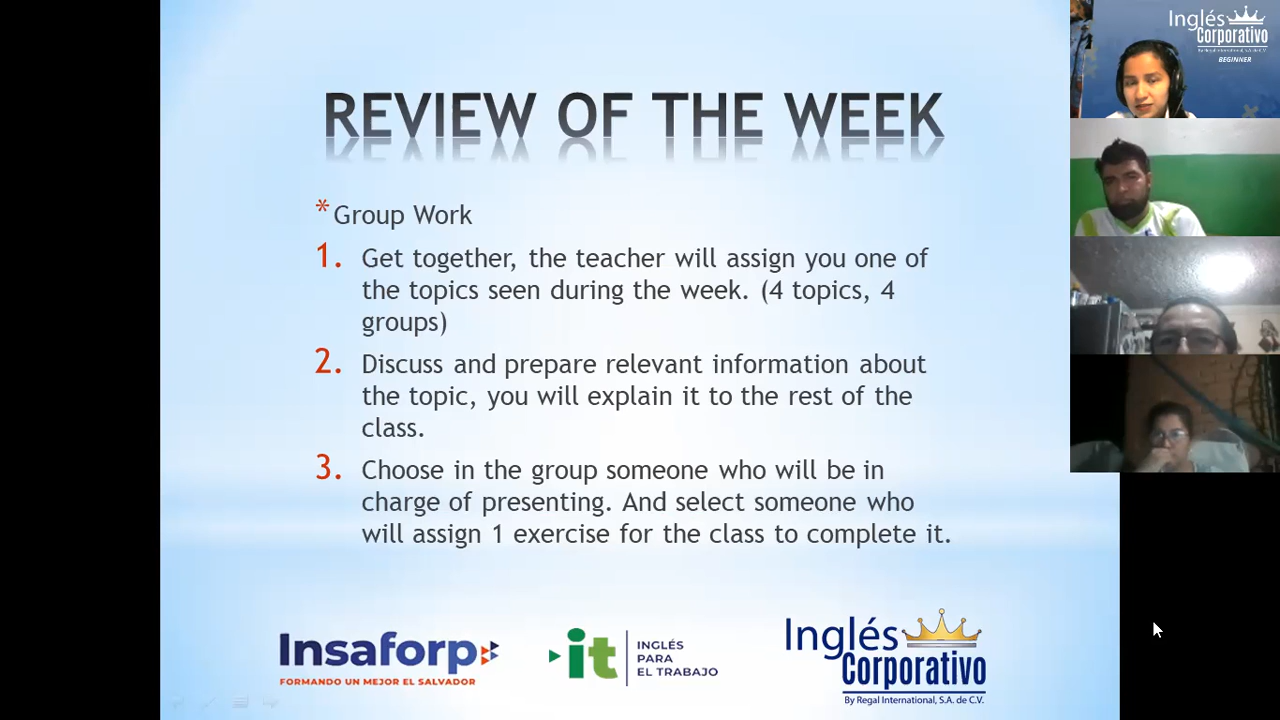 REVIEW OF THE WEEK
* Group Work
1. Get together, the teacher will assign you one of
the topics seen during the week. (4 topics, 4
groups)
2. Discuss and prepare relevant information about
the topic, you will explain it to the rest of the
class.
3. Choose in the group someone who will be in
charge of presenting. And select someone who
will assign 1 exercise for the class to complete it.
Insaforp
FORMANDO UN MEJOR EL SALVADOR
it
INGLÉS
PARA
EL TRABAJO
Inglés
Corporativo
By Regal International, S.A. de C.V.
Inglés
Corporativo
By Regal International, S.A. de C.V.
BEGINNER